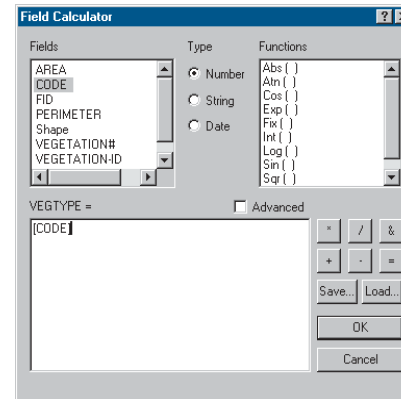 Field Calculator
Fields
Type
Functions
AREA
CODE
FID
PERIMETER
Shape
VEGETATION#
VEGETATION-ID
Number
String
Date
Abs ( )
Atn ( )
Cos ( )
Exp ( )
Fix ( )
Int ( )
Log ( )
Sin ( )
Sqr ( )
VEGTYPE =
Advanced
[CODE]
* / &
+ - =
Save... Load...
OK
Cancel